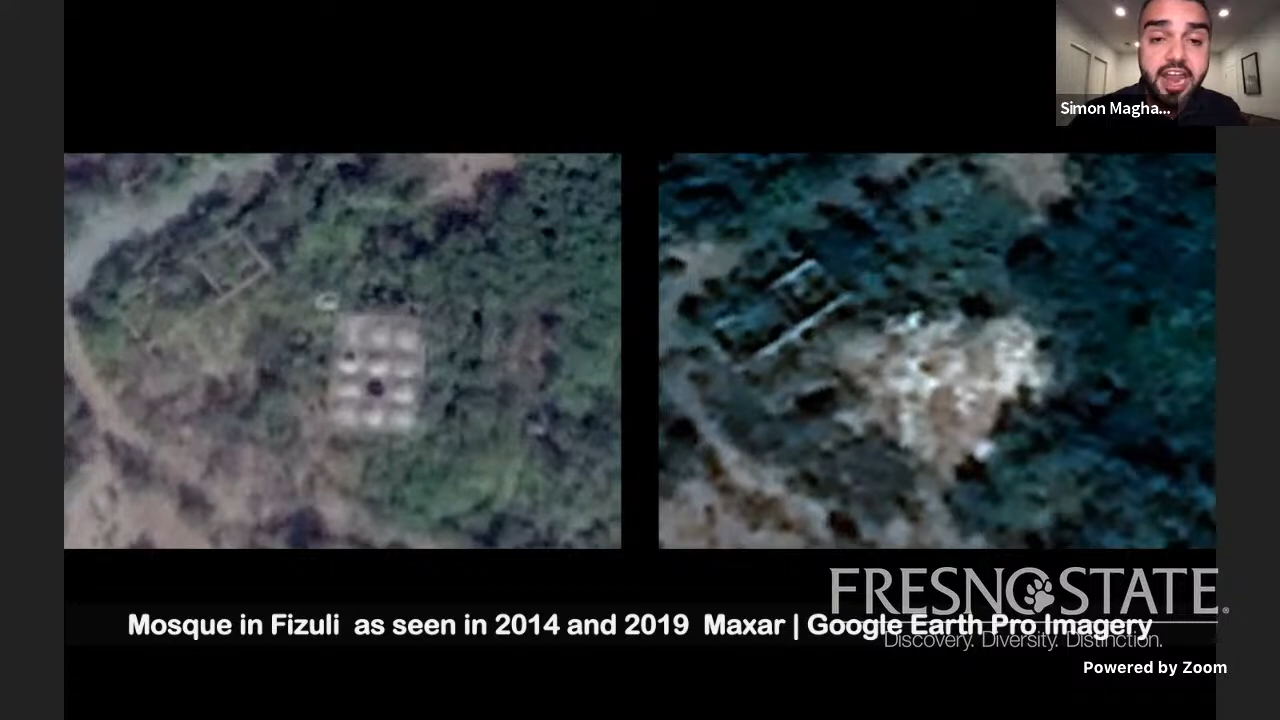 Simon Magha...
FRESNO STATE.
Mosque in Fizuli as seen in 2014 and 2019 Maxar | Google Earth Pro Imagery
Discovery. Diversity. Distinction.
Powered by Zoom